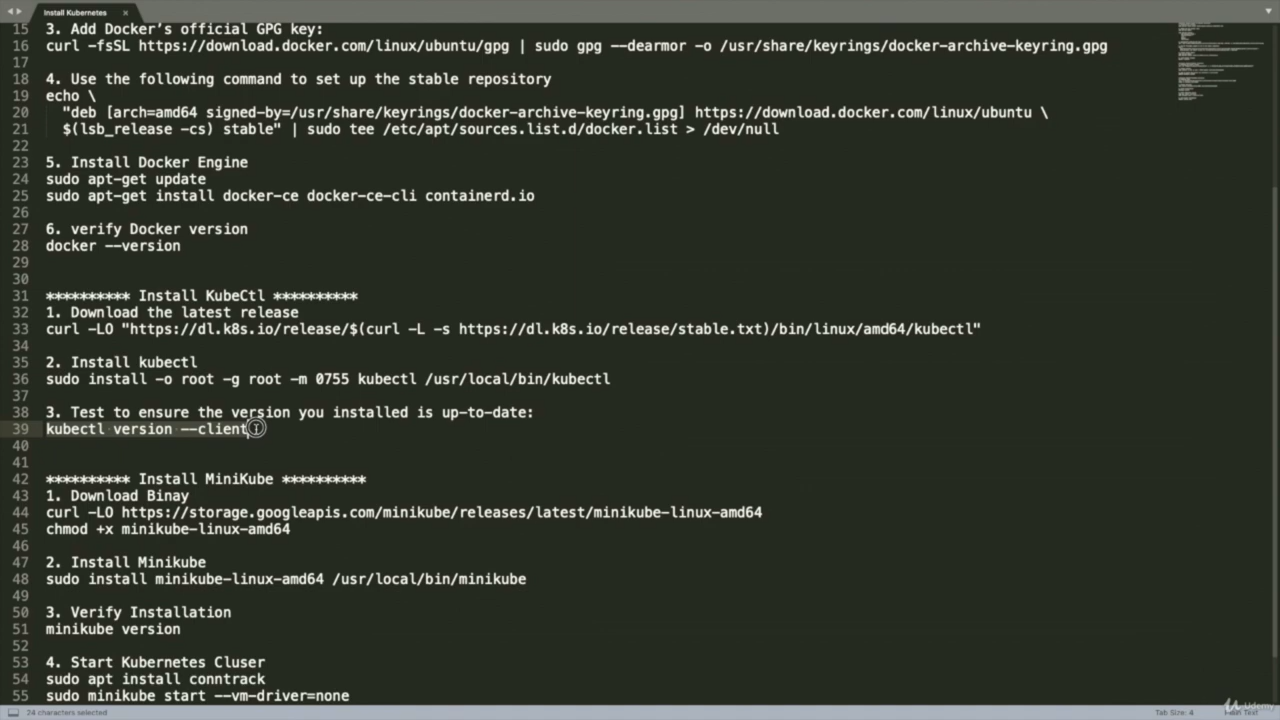 Install Kubernetes
15 3. Add Docker’s official GPG key:
16 curl -fsSL https://download.docker.com/linux/ubuntu/gpg | sudo gpg --dearmor -o /usr/share/keyrings/docker-archive-keyring.gpg
17
18 4. Use the following command to set up the stable repository
19 echo \
20 "deb [arch=amd64 signed-by=/usr/share/keyrings/docker-archive-keyring.gpg] https://download.docker.com/linux/ubuntu \
21 $(lsb_release -cs) stable" | sudo tee /etc/apt/sources.list.d/docker.list > /dev/null
22
23 5. Install Docker Engine
24 sudo apt-get update
25 sudo apt-get install docker-ce docker-ce-cli containerd.io
26
27 6. verify Docker version
28 docker --version
29
30
31 ********** Install KubeCtl **********
32 1. Download the latest release
33 curl -LO "https://dl.k8s.io/release/$(curl -L -s https://dl.k8s.io/release/stable.txt)/bin/linux/amd64/kubectl"
34
35 2. Install kubectl
36 sudo install -o root -g root -m 0755 kubectl /usr/local/bin/kubectl
37
38 3. Test to ensure the version you installed is up-to-date:
39 kubectl version --client
40
41
42 ********** Install MiniKube **********
43 1. Download Binay
44 curl -LO https://storage.googleapis.com/minikube/releases/latest/minikube-linux-amd64
45 chmod +x minikube-linux-amd64
46
47 2. Install Minikube
48 sudo install minikube-linux-amd64 /usr/local/bin/minikube
49
50 3. Verify Installation
51 minikube version
52
53 4. Start Kubernetes Cluser
54 sudo apt install conntrack
55 sudo minikube start --vm-driver=none
24 characters selected
Tab Size: 4
Plain Text
Udemy